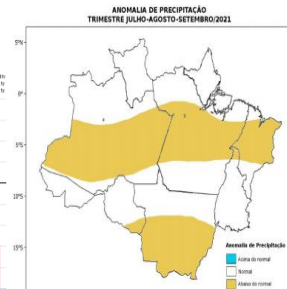 ANOMALIA DE PRECIPITAÇÃO
TRIMESTRE JULHO-AGOSTO-SETEMBRO/2021
5°N
0°
5°S
10°S
15°S
Anomalia de Precipitação
Acima do normal
Normal
Abaixo do normal